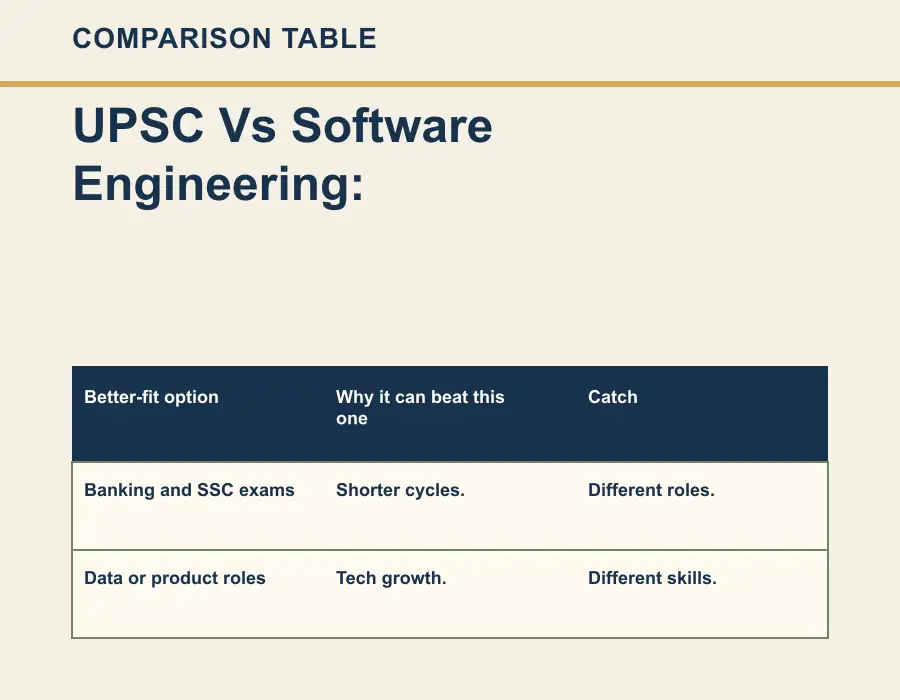 COMPARISON TABLE
UPSC Vs Software
Engineering:
Better-fit option
Why it can beat this
one
Catch
Banking and SSC exams
Shorter cycles.
Different roles.
Data or product roles
Tech growth.
Different skills.